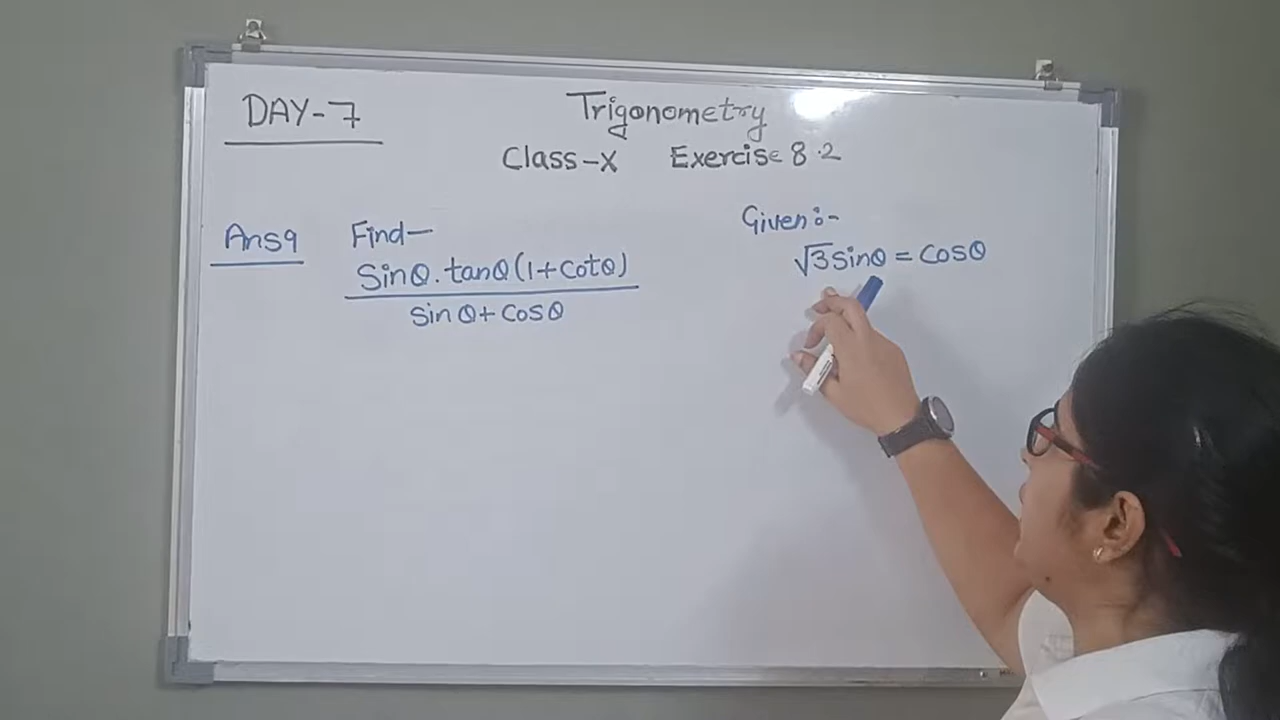 DAY-7
Trigonometry
Class-X Exercise 8.2
Ans9
Find-
Sinθ.tanθ(1+Cotθ)
Sinθ+Cosθ
Given:-
√3Sinθ=Cosθ